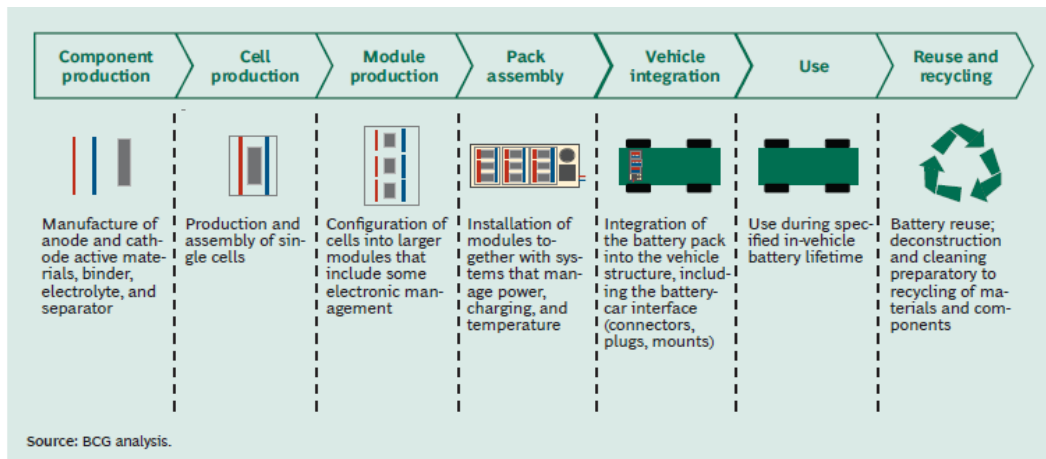 Component
production
Cell
production
Module
production
Pack
assembly
Vehicle
integration
Use
Reuse and
recycling
Manufacture of
anode and cath-
ode active mate-
rials, binder,
electrolyte, and
separator
Production and
assembly of sin-
gle cells
Configuration of
cells into larger
modules that
include some
electronic man-
agement
Installation of
modules to-
gether with sys-
tems that man-
age power,
charging, and
temperature
Integration of
the battery pack
into the vehicle
structure, includ-
ing the battery-
car interface
(connectors,
plugs, mounts)
Use during spec-
ified in-vehicle
battery lifetime
Battery reuse;
deconstruction
and cleaning
preparatory to
recycling of ma-
terials and com-
ponents
Source: BCG analysis.